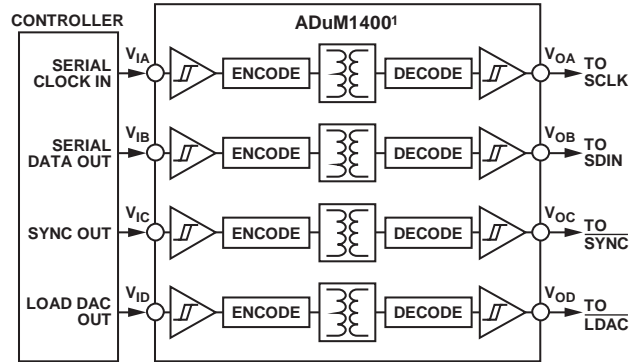 CONTROLLER
ADuM1400¹
SERIAL
CLOCK IN
V_IA
ENCODE
DECODE
V_OA
TO
SCLK
SERIAL
DATA OUT
V_IB
ENCODE
DECODE
V_OB
TO
SDIN
SYNC OUT
V_IC
ENCODE
DECODE
V_OC
TO
SYNC
LOAD DAC
OUT
V_ID
ENCODE
DECODE
V_OD
TO
LDAC